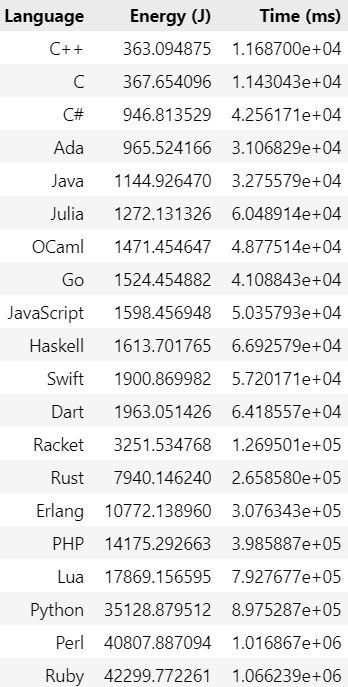 Language Energy (J) Time (ms)
C++ 363.094875 1.168700e+04
C 367.654096 1.143043e+04
C# 946.813529 4.256171e+04
Ada 965.524166 3.106829e+04
Java 1144.926470 3.275579e+04
Julia 1272.131326 6.048914e+04
OCaml 1471.454647 4.877514e+04
Go 1524.454882 4.108843e+04
JavaScript 1598.456948 5.035793e+04
Haskell 1613.701765 6.692579e+04
Swift 1900.869982 5.720171e+04
Dart 1963.051426 6.418557e+04
Racket 3251.534768 1.269501e+05
Rust 7940.146240 2.658580e+05
Erlang 10772.138960 3.076343e+05
PHP 14175.292663 3.985887e+05
Lua 17869.156595 7.927677e+05
Python 35128.879512 8.975287e+05
Perl 40807.887094 1.016867e+06
Ruby 42299.772261 1.066239e+06